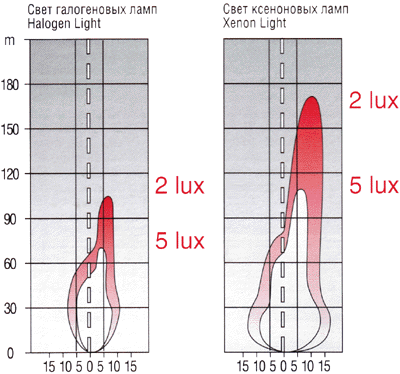 Свет галогеновых ламп
Halogen Light
Свет ксеноновых ламп
Xenon Light
m
180
150
120
90
60
30
0
2 lux
5 lux
2 lux
5 lux
15 10 5 0 5 10 15
15 10 5 0 5 10 15